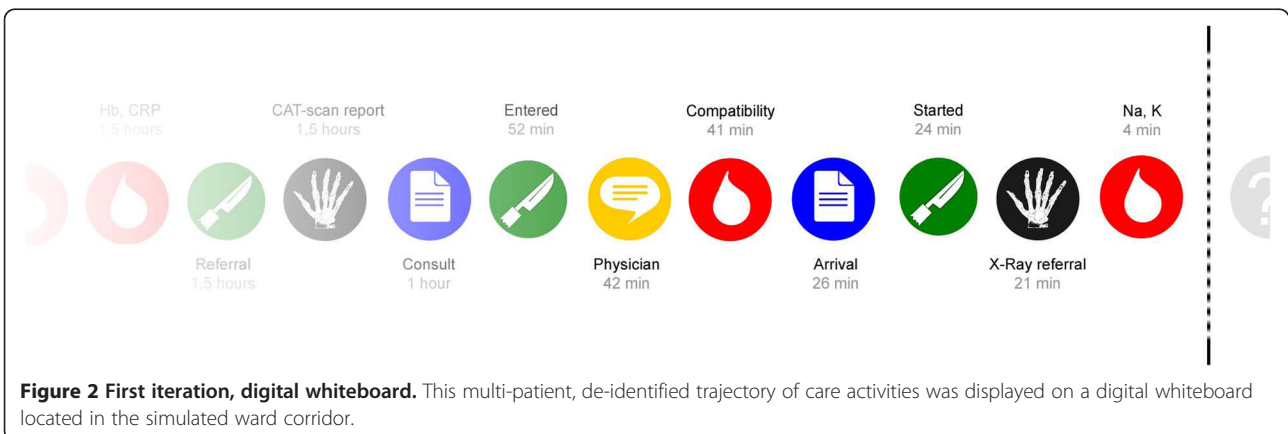 Hb, CRP
1,5 hours
CAT-scan report
1,5 hours
Entered
52 min
Compatibility
41 min
Started
24 min
Na, K
4 min
?
Referral
1,5 hours
Consult
1 hour
Physician
42 min
Arrival
26 min
X-Ray referral
21 min
Figure 2 First iteration, digital whiteboard. This multi-patient, de-identified trajectory of care activities was displayed on a digital whiteboard
located in the simulated ward corridor.